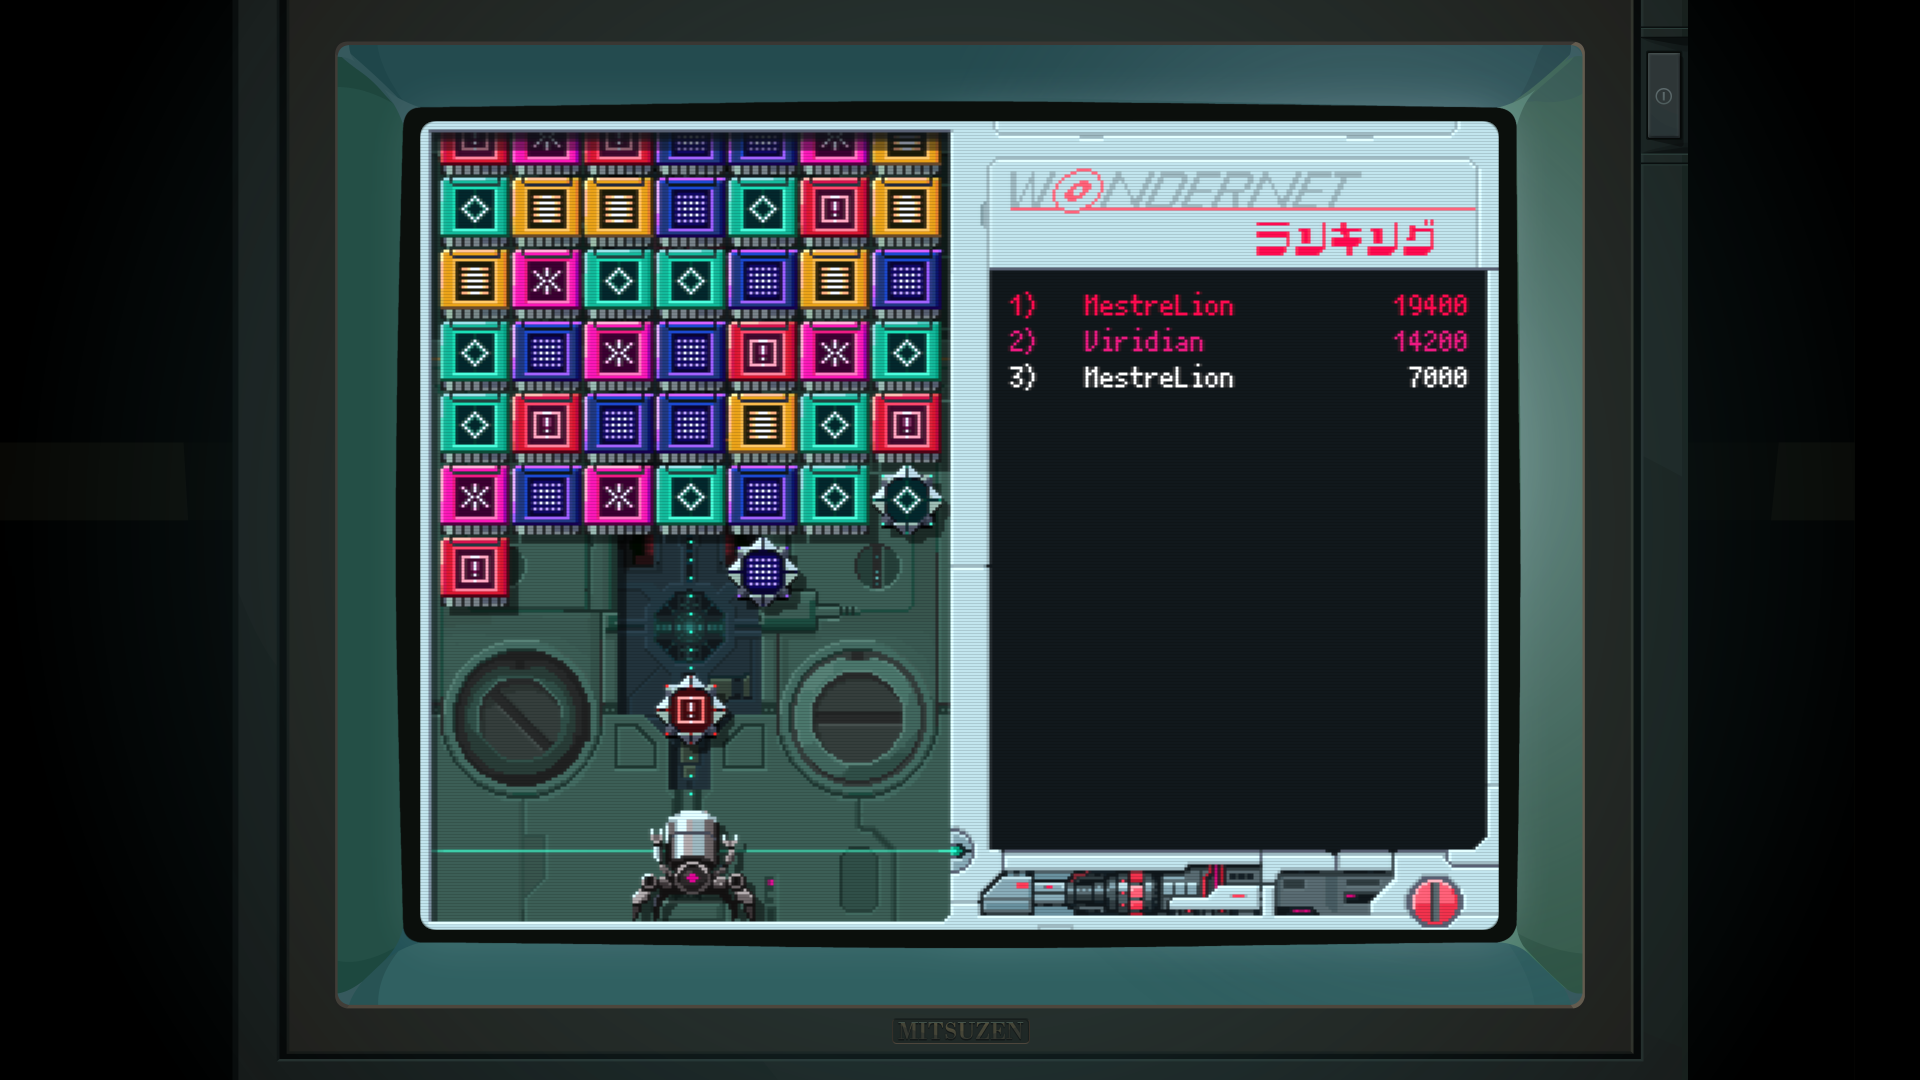 WONDERNET
ランキング
1) MestreLion 19400
2) Viridian 14200
3) MestreLion 7000
MITSUZEN